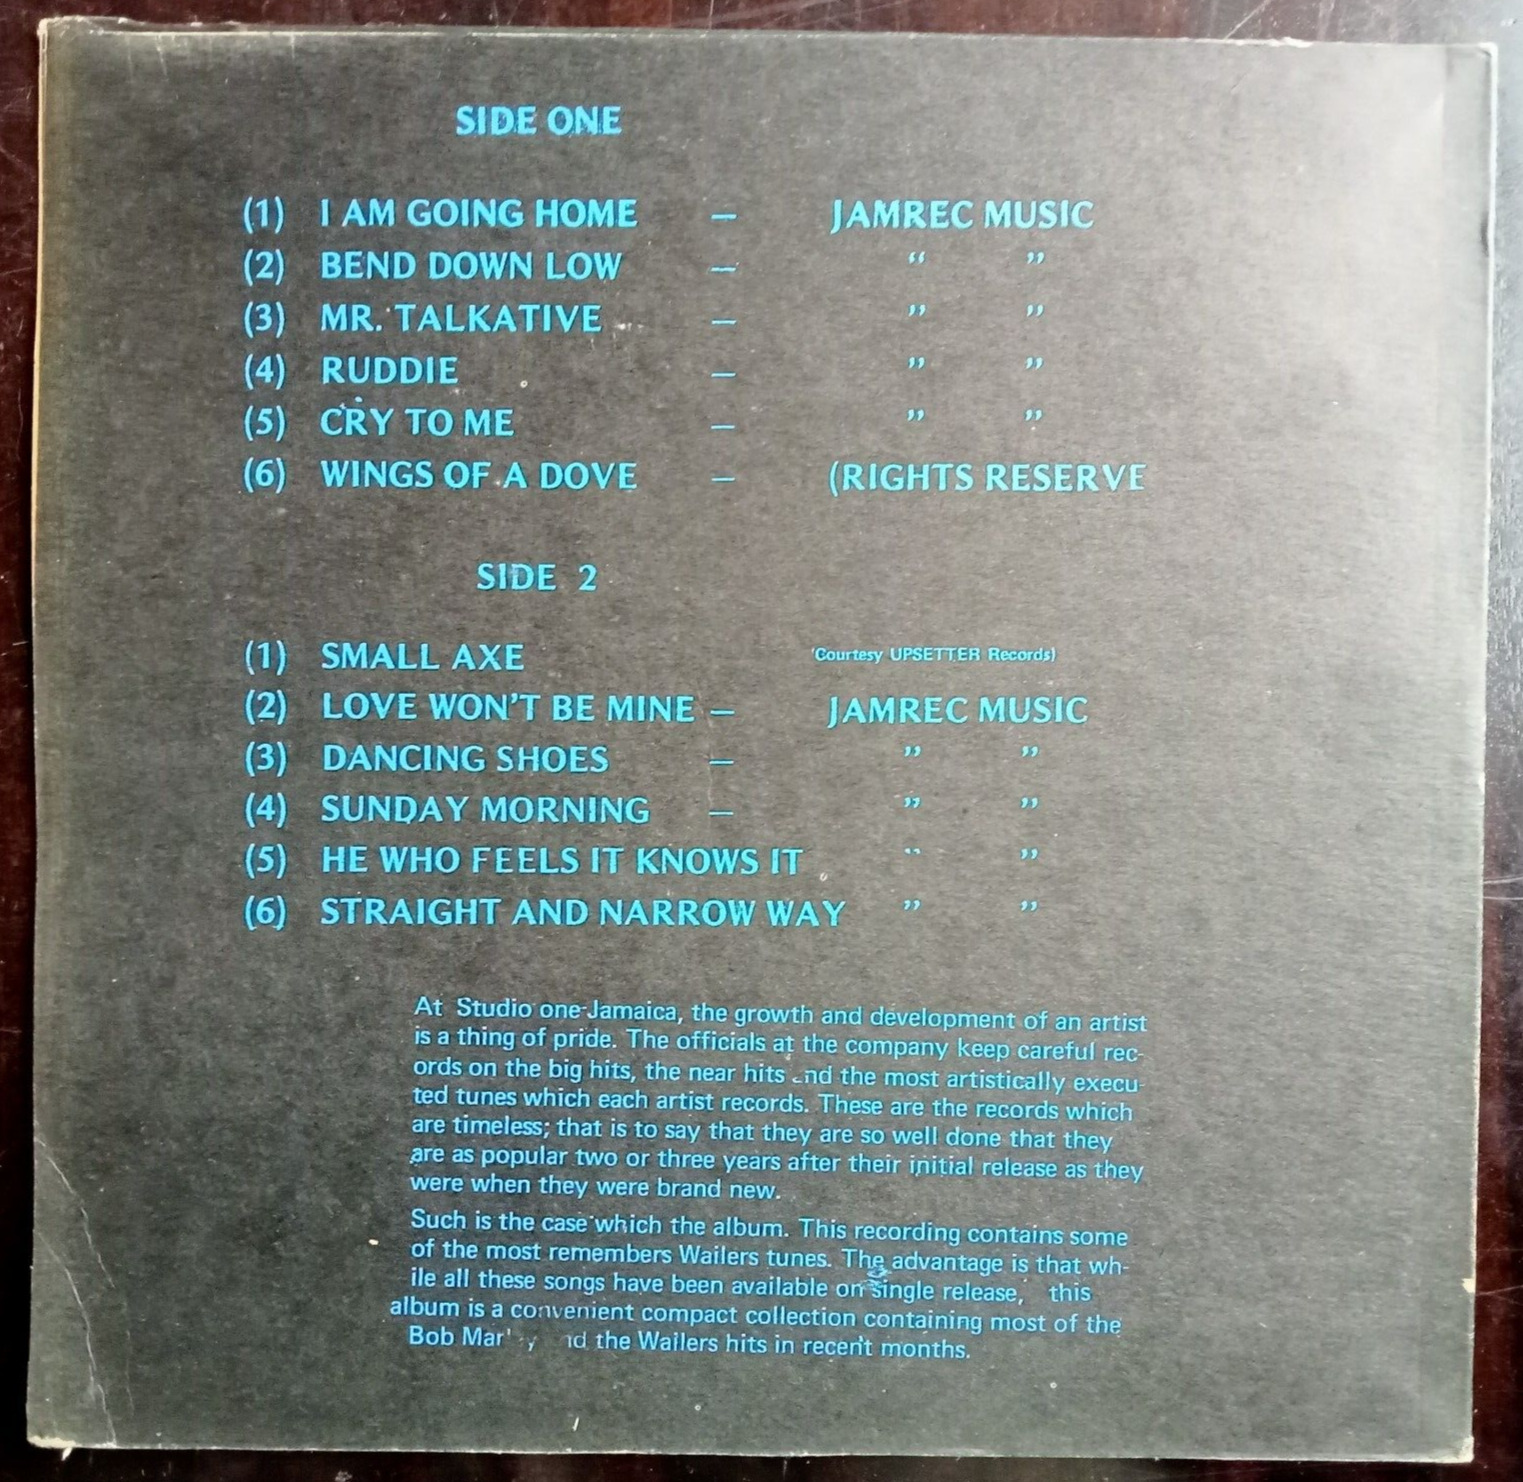 SIDE ONE
(1) I AM GOING HOME – JAMREC MUSIC
(2) BEND DOWN LOW – “ ”
(3) MR. TALKATIVE – ” ”
(4) RUDDIE – ” ”
(5) CRY TO ME – ” ”
(6) WINGS OF A DOVE – (RIGHTS RESERVE
SIDE 2
(1) SMALL AXE 'Courtesy UPSETTER Records)
(2) LOVE WON'T BE MINE – JAMREC MUSIC
(3) DANCING SHOES – ” ”
(4) SUNDAY MORNING – ” ”
(5) HE WHO FEELS IT KNOWS IT ” ”
(6) STRAIGHT AND NARROW WAY ” ”
At Studio one-Jamaica, the growth and development of an artist
is a thing of pride. The officials at the company keep careful rec-
ords on the big hits, the near hits and the most artistically execu-
ted tunes which each artist records. These are the records which
are timeless; that is to say that they are so well done that they
are as popular two or three years after their initial release as they
were when they were brand new.
Such is the case which the album. This recording contains some
of the most remembers Wailers tunes. The advantage is that wh-
ile all these songs have been available on single release, this
album is a convenient compact collection containing most of the
Bob the Wailers hits in recent months.